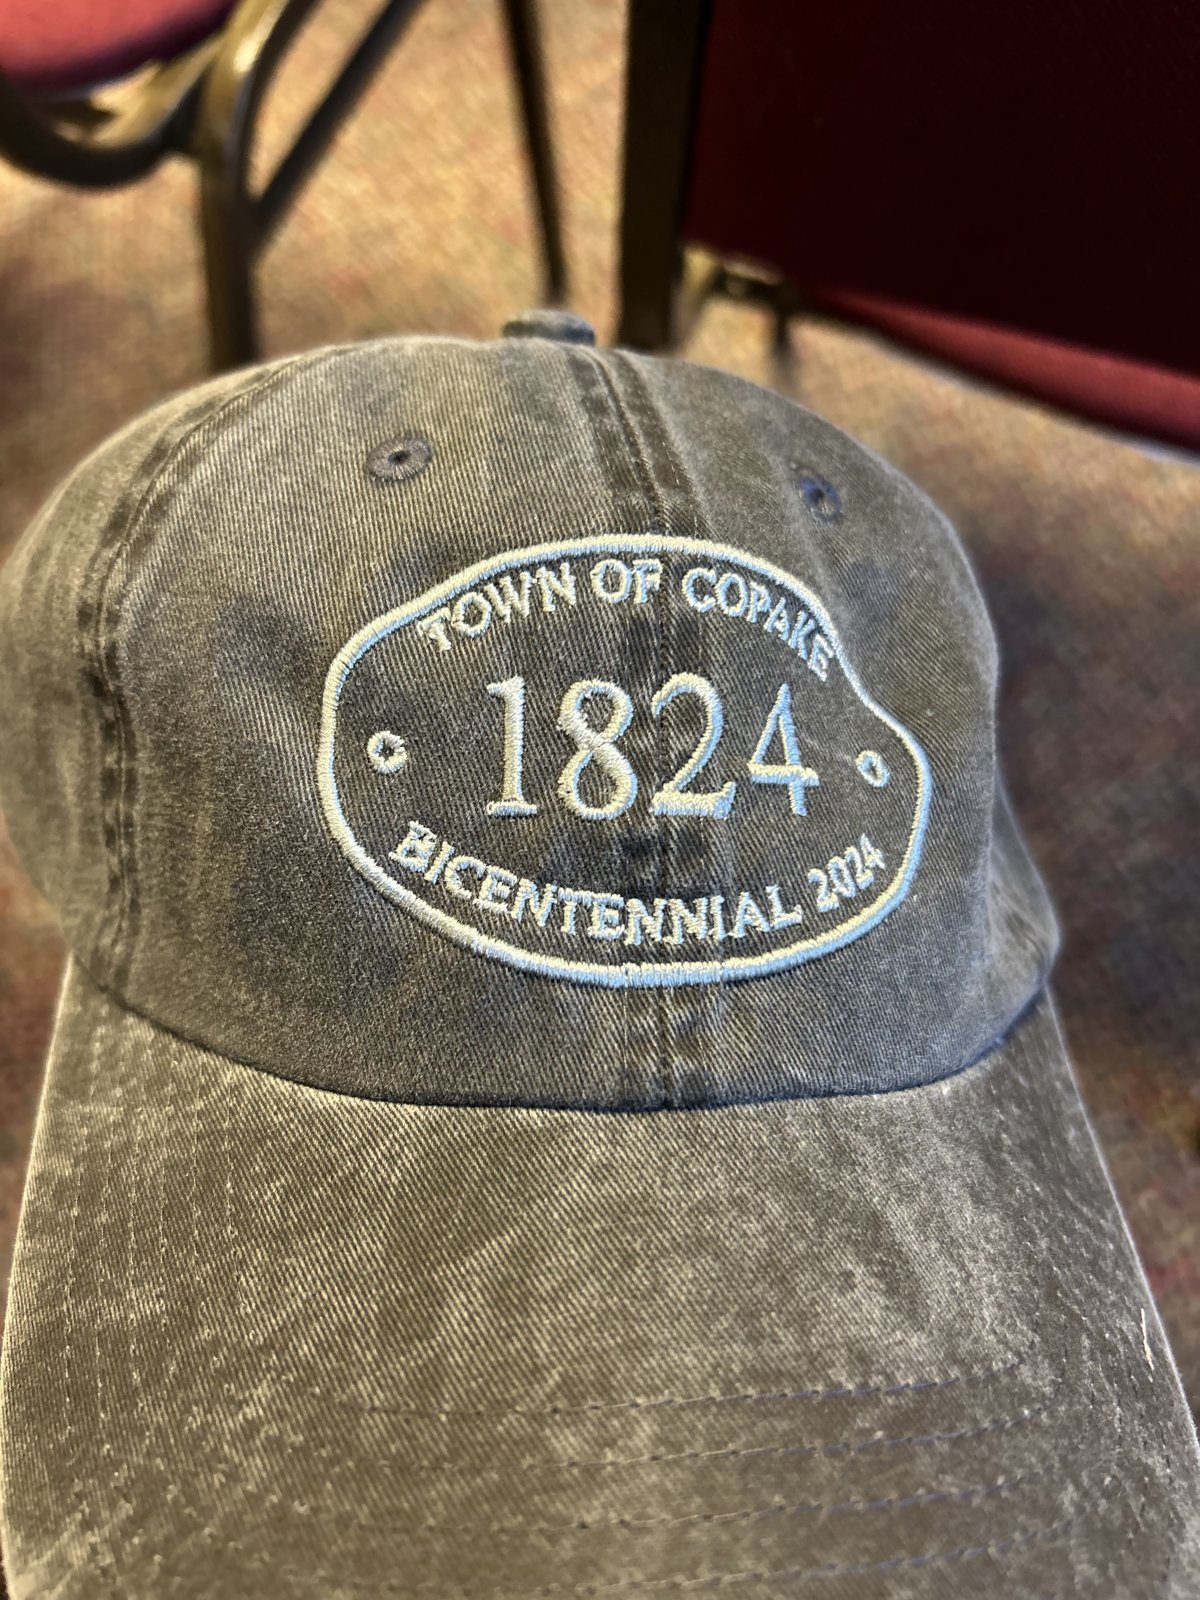 TOWN OF COPAKE
1824
BICENTENNIAL 2024